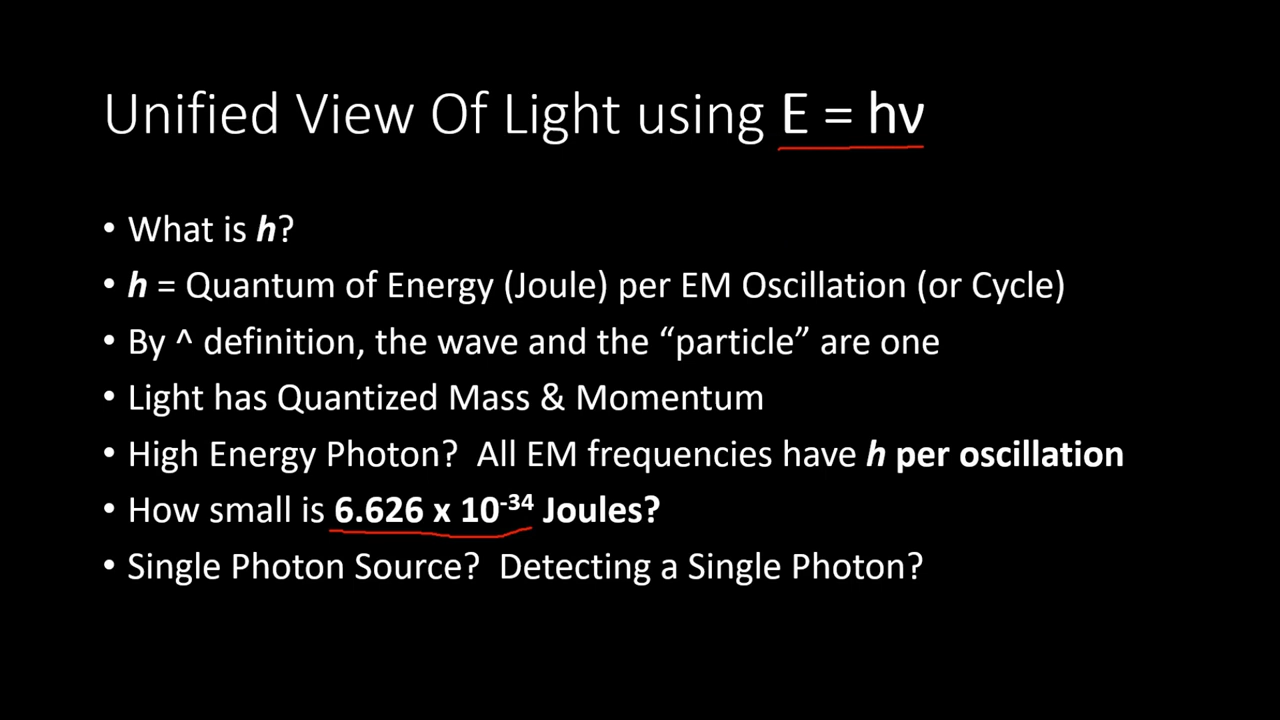 Unified View Of Light using E = hν
• What is h?
• h = Quantum of Energy (Joule) per EM Oscillation (or Cycle)
• By ^ definition, the wave and the “particle” are one
• Light has Quantized Mass & Momentum
• High Energy Photon?  All EM frequencies have h per oscillation
• How small is 6.626 x 10⁻³⁴ Joules?
• Single Photon Source?  Detecting a Single Photon?